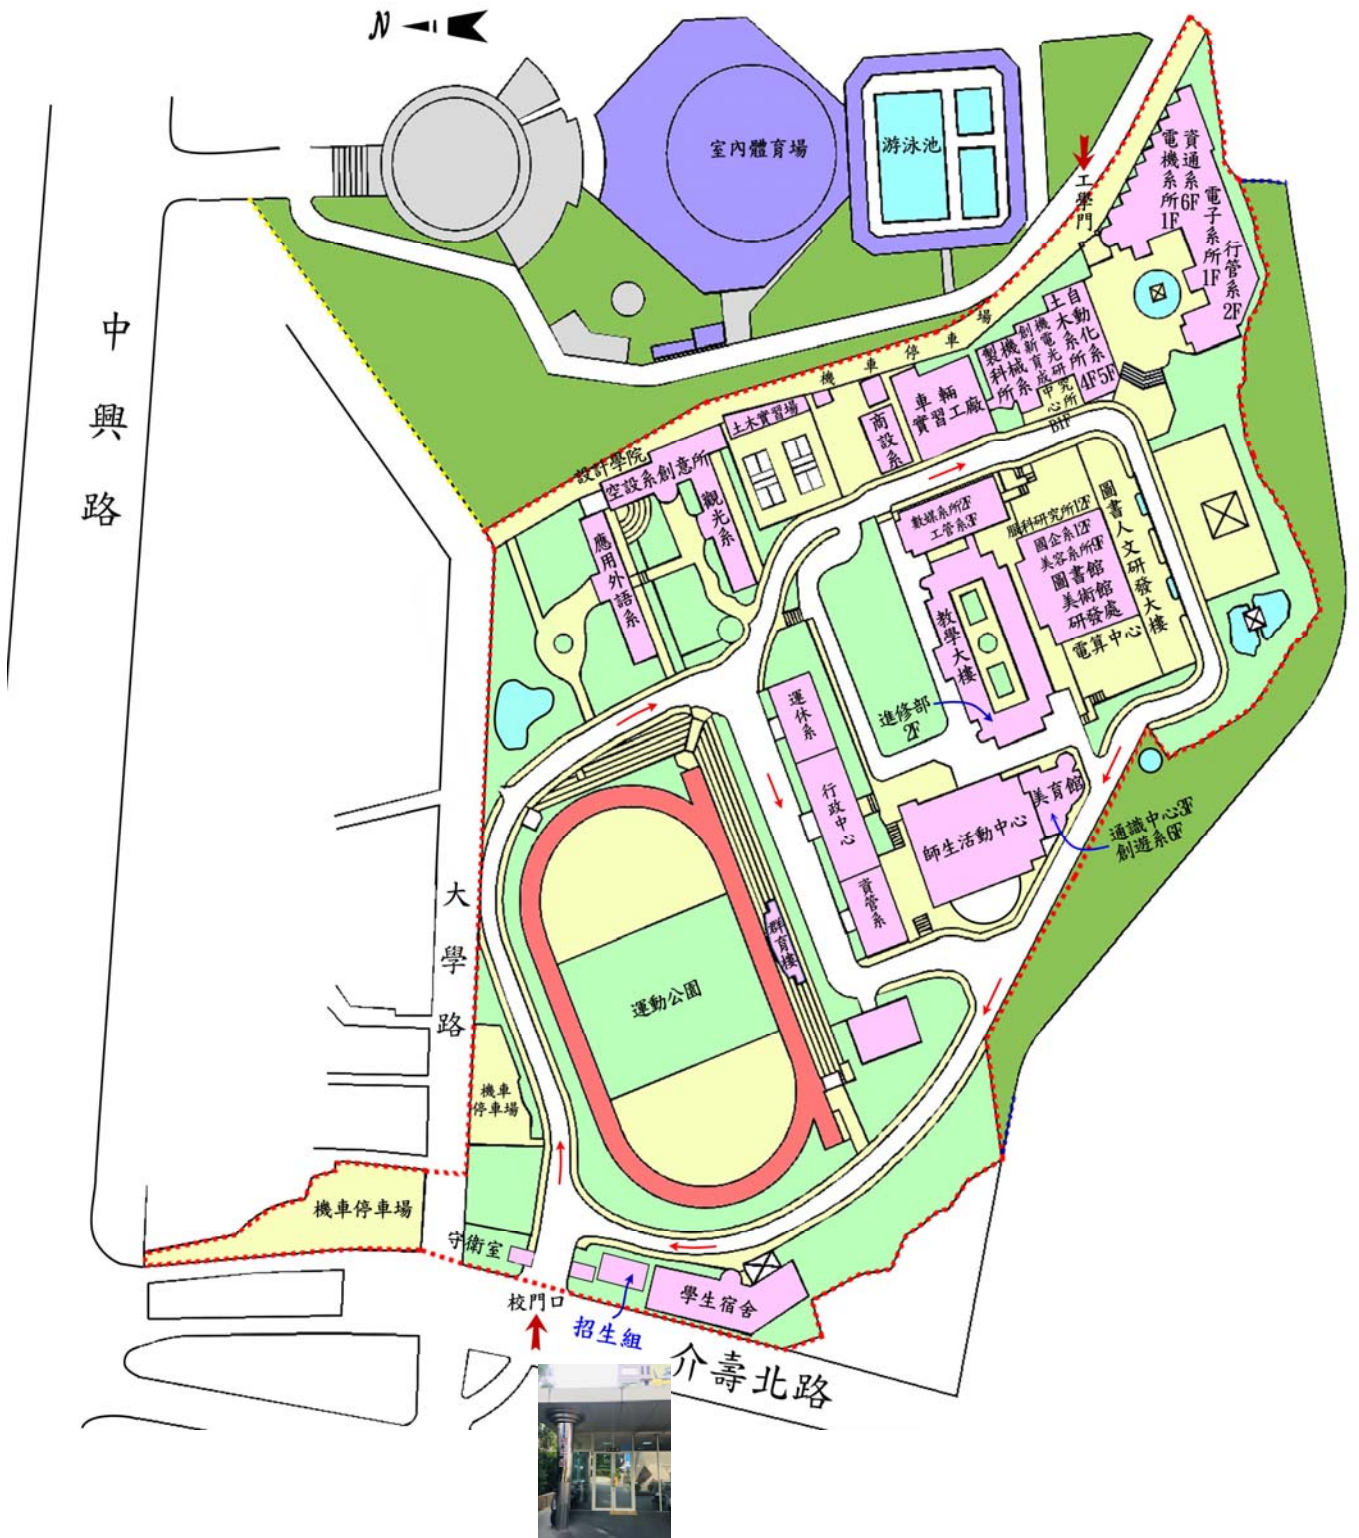 N
室內體育場
游泳池
工學門
資通系6F
電機系所1F
電子系所1F
行管系2F
中興路
機車停車場
自動化系5F
土木系所4F
機電光研究所
創新育成中心B1F
機械系
製科所
車輛實習工廠
商設系
土木實習場
設計學院
空設系創意所
觀光系
應用外語系
數媒系所2F
工管系3F
腦科研究所12F
國企系12F
美容系所9F
圖書館
美術館
研發處
圖書人文研發大樓
電算中心
教學大樓
進修部
2F
運休系
行政中心
資管系
師生活動中心
美育館
通識中心3F
創遊系6F
群育樓
運動公園
大學路
機車
停車場
機車停車場
守衛室
校門口
招生組
學生宿舍
介壽北路